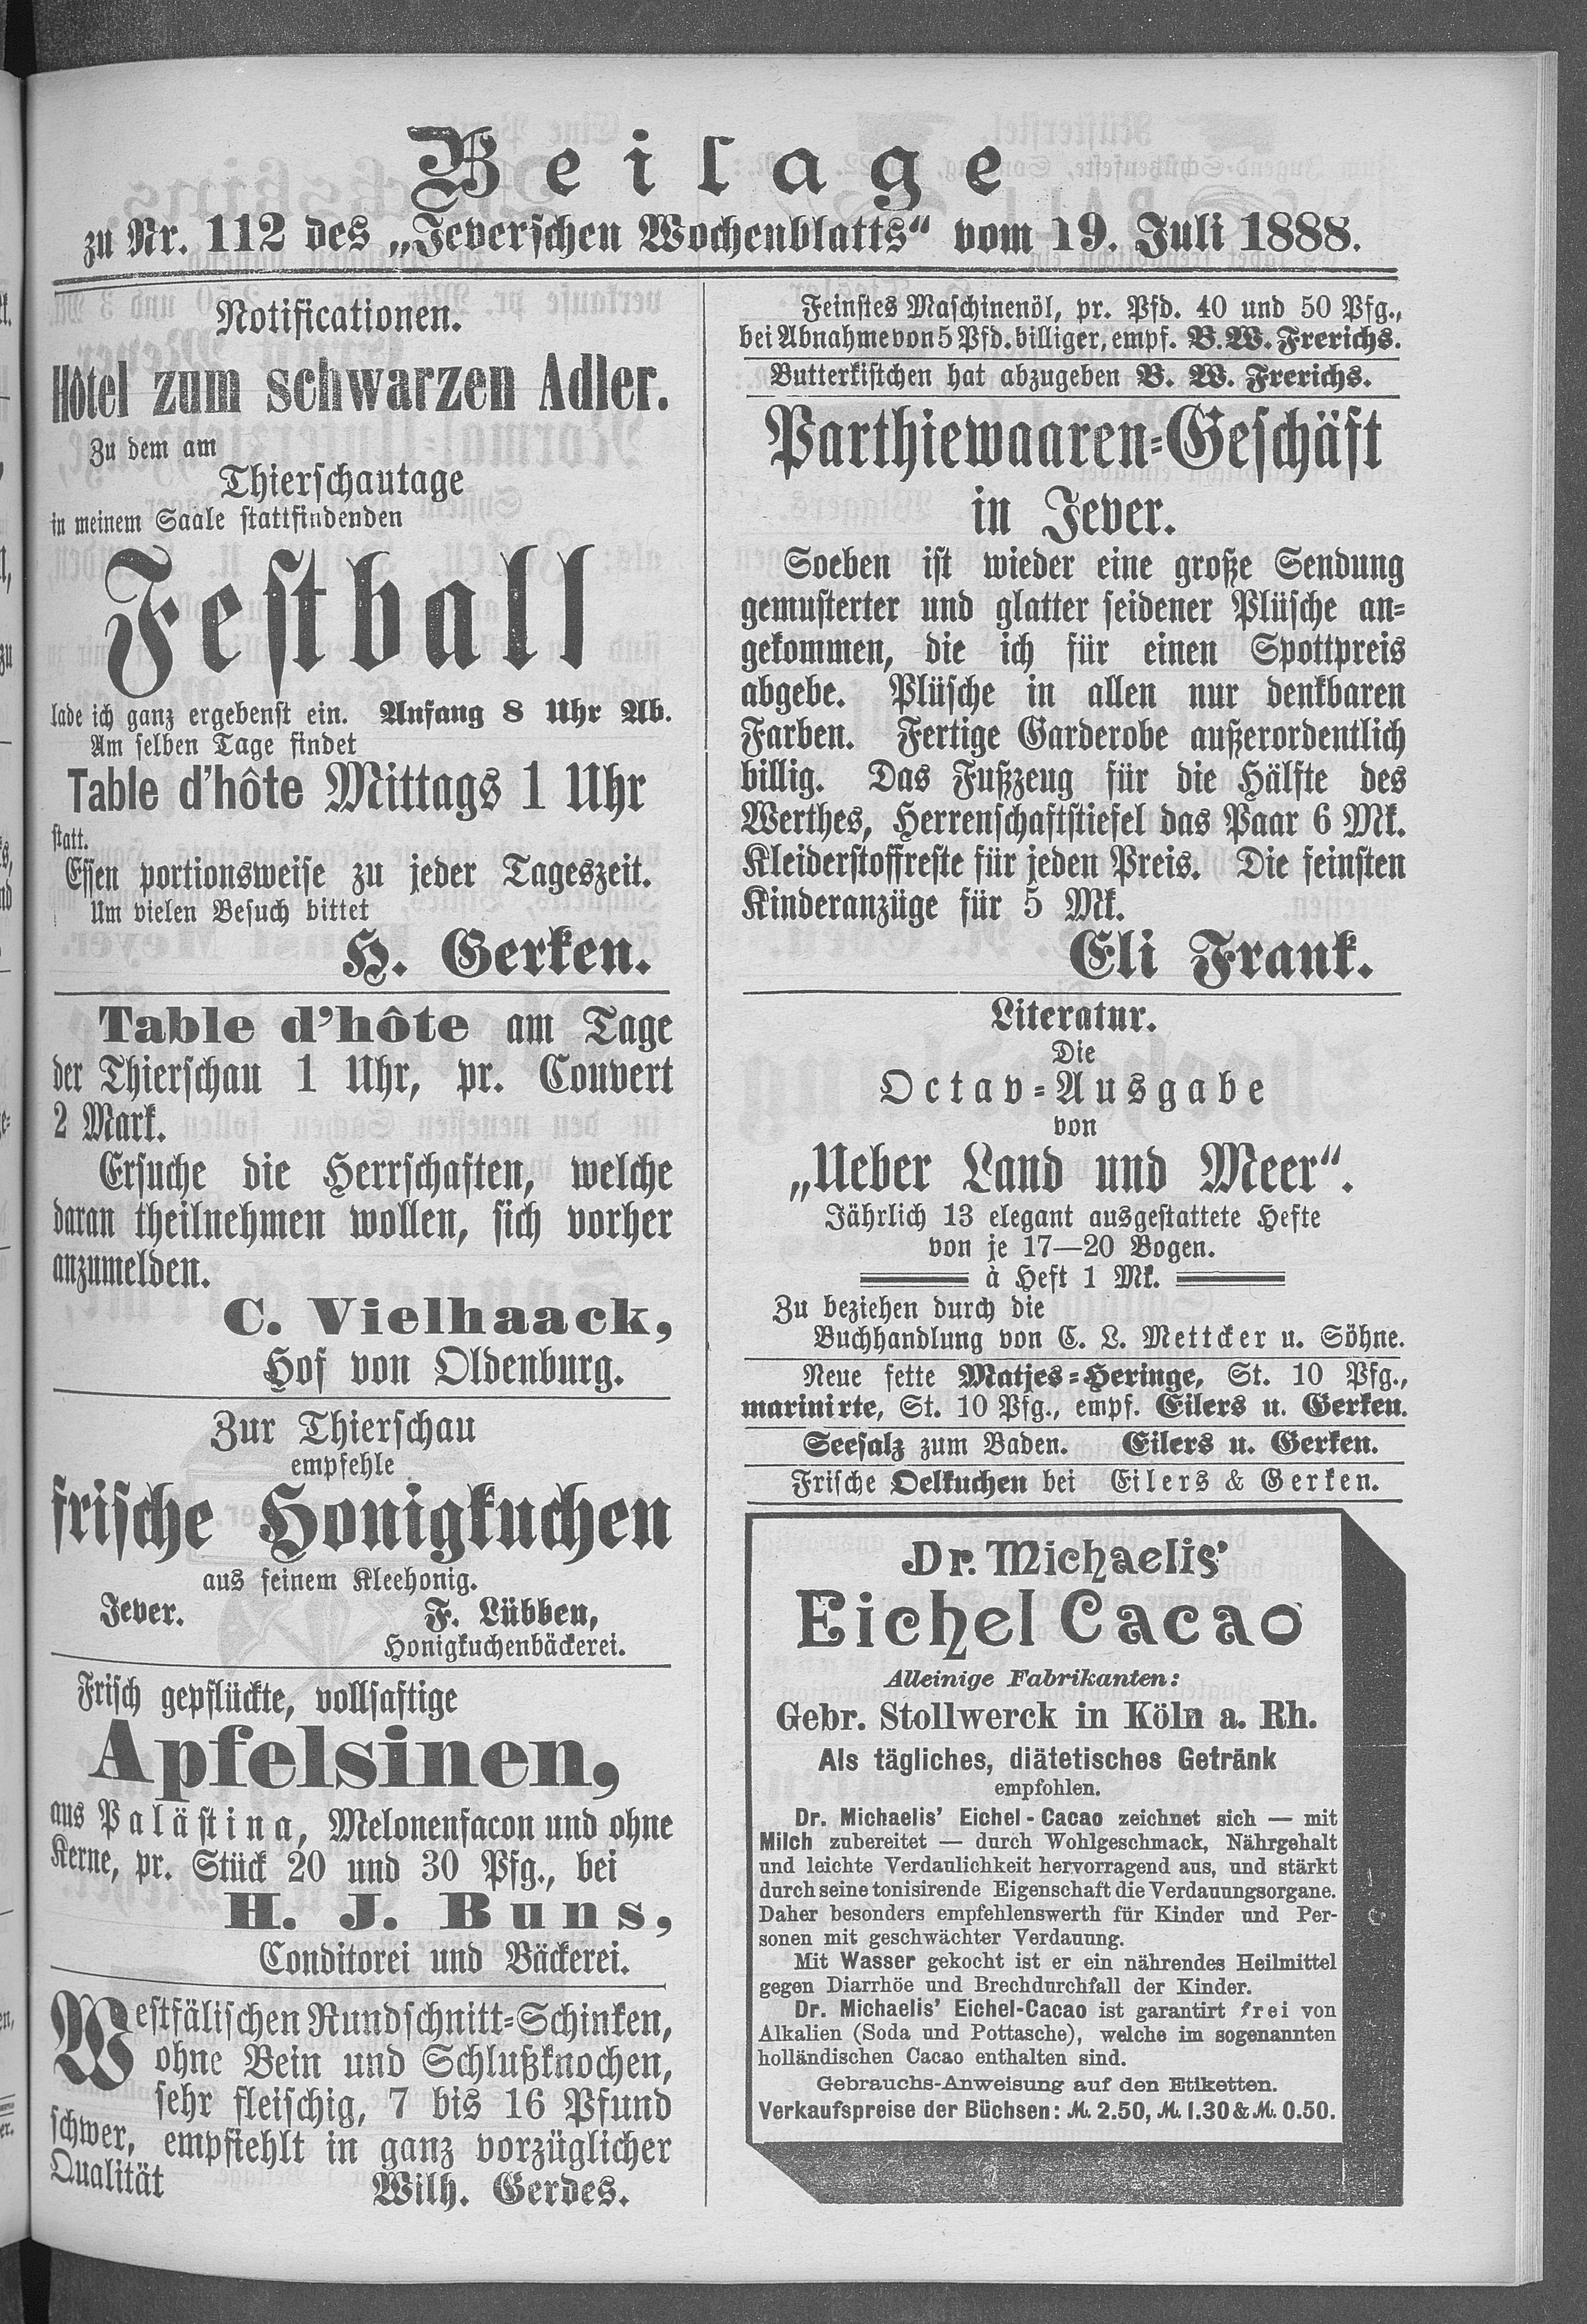 Beilage
zu Nr. 112 des „Jeverschen Wochenblatts“ vom 19. Juli 1888.
Notificationen.
Hôtel zum schwarzen Adler.
Zu dem am
Thierschautage
in meinem Saale stattfindenden
Festball
lade ich ganz ergebenst ein. Anfang 8 Uhr Ab.
Am selben Tage findet
Table d'hôte Mittags 1 Uhr
statt.
Essen portionsweise zu jeder Tageszeit.
Um vielen Besuch bittet
H. Gerken.
Table d'hôte am Tage
der Thierschau 1 Uhr, pr. Couvert
2 Mark.
Ersuche die Herrschaften, welche
daran theilnehmen wollen, sich vorher
anzumelden.
C. Vielhaack,
Hof von Oldenburg.
Zur Thierschau
empfehle
frische Honigkuchen
aus feinem Kleehonig.
Jever. F. Lübben,
Honigkuchenbäckerei.
Frisch gepflückte, vollsaftige
Apfelsinen,
aus Palästina, Melonenfacon und ohne
Kerne, pr. Stück 20 und 30 Pfg., bei
H. J. Buns,
Conditorei und Bäckerei.
Westfälischen Rundschnitt-Schinken,
ohne Bein und Schlußknochen,
sehr fleischig, 7 bis 16 Pfund
schwer, empfiehlt in ganz vorzüglicher
Qualität Wilh. Gerdes.
Feinstes Maschinenöl, pr. Pfd. 40 und 50 Pfg.,
bei Abnahme von 5 Pfd. billiger, empf. B. W. Frerichs.
Butterkistchen hat abzugeben B. W. Frerichs.
Parthiewaaren-Geschäft
in Jever.
Soeben ist wieder eine große Sendung
gemusterter und glatter seidener Plüsche an-
gekommen, die ich für einen Spottpreis
abgebe. Plüsche in allen nur denkbaren
Farben. Fertige Garderobe außerordentlich
billig. Das Fußzeug für die Hälfte des
Werthes, Herrenschaftstiefel das Paar 6 Mk.
Kleiderstoffreste für jeden Preis. Die feinsten
Kinderanzüge für 5 Mk.
Eli Frank.
Literatur.
Die
Octav-Ausgabe
von
„Ueber Land und Meer“.
Jährlich 13 elegant ausgestattete Hefte
von je 17—20 Bogen.
à Heft 1 Mk.
Zu beziehen durch die
Buchhandlung von C. L. Mettcker u. Söhne.
Neue fette Matjes-Heringe, St. 10 Pfg.,
marinirte, St. 10 Pfg., empf. Eilers u. Gerken.
Seesalz zum Baden. Eilers u. Gerken.
Frische Oelkuchen bei Eilers & Gerken.
Dr. Michaelis'
Eichel Cacao
Alleinige Fabrikanten:
Gebr. Stollwerck in Köln a. Rh.
Als tägliches, diätetisches Getränk
empfohlen.
Dr. Michaelis' Eichel-Cacao zeichnet sich — mit
Milch zubereitet — durch Wohlgeschmack, Nährgehalt
und leichte Verdaulichkeit hervorragend aus, und stärkt
durch seine tonisirende Eigenschaft die Verdauungsorgane.
Daher besonders empfehlenswerth für Kinder und Per-
sonen mit geschwächter Verdauung.
Mit Wasser gekocht ist er ein nährendes Heilmittel
gegen Diarrhöe und Brechdurchfall der Kinder.
Dr. Michaelis' Eichel-Cacao ist garantirt frei von
Alkalien (Soda und Pottasche), welche im sogenannten
holländischen Cacao enthalten sind.
Gebrauchs-Anweisung auf den Etiketten.
Verkaufspreise der Büchsen: M. 2.50, M. 1.30 & M. 0.50.